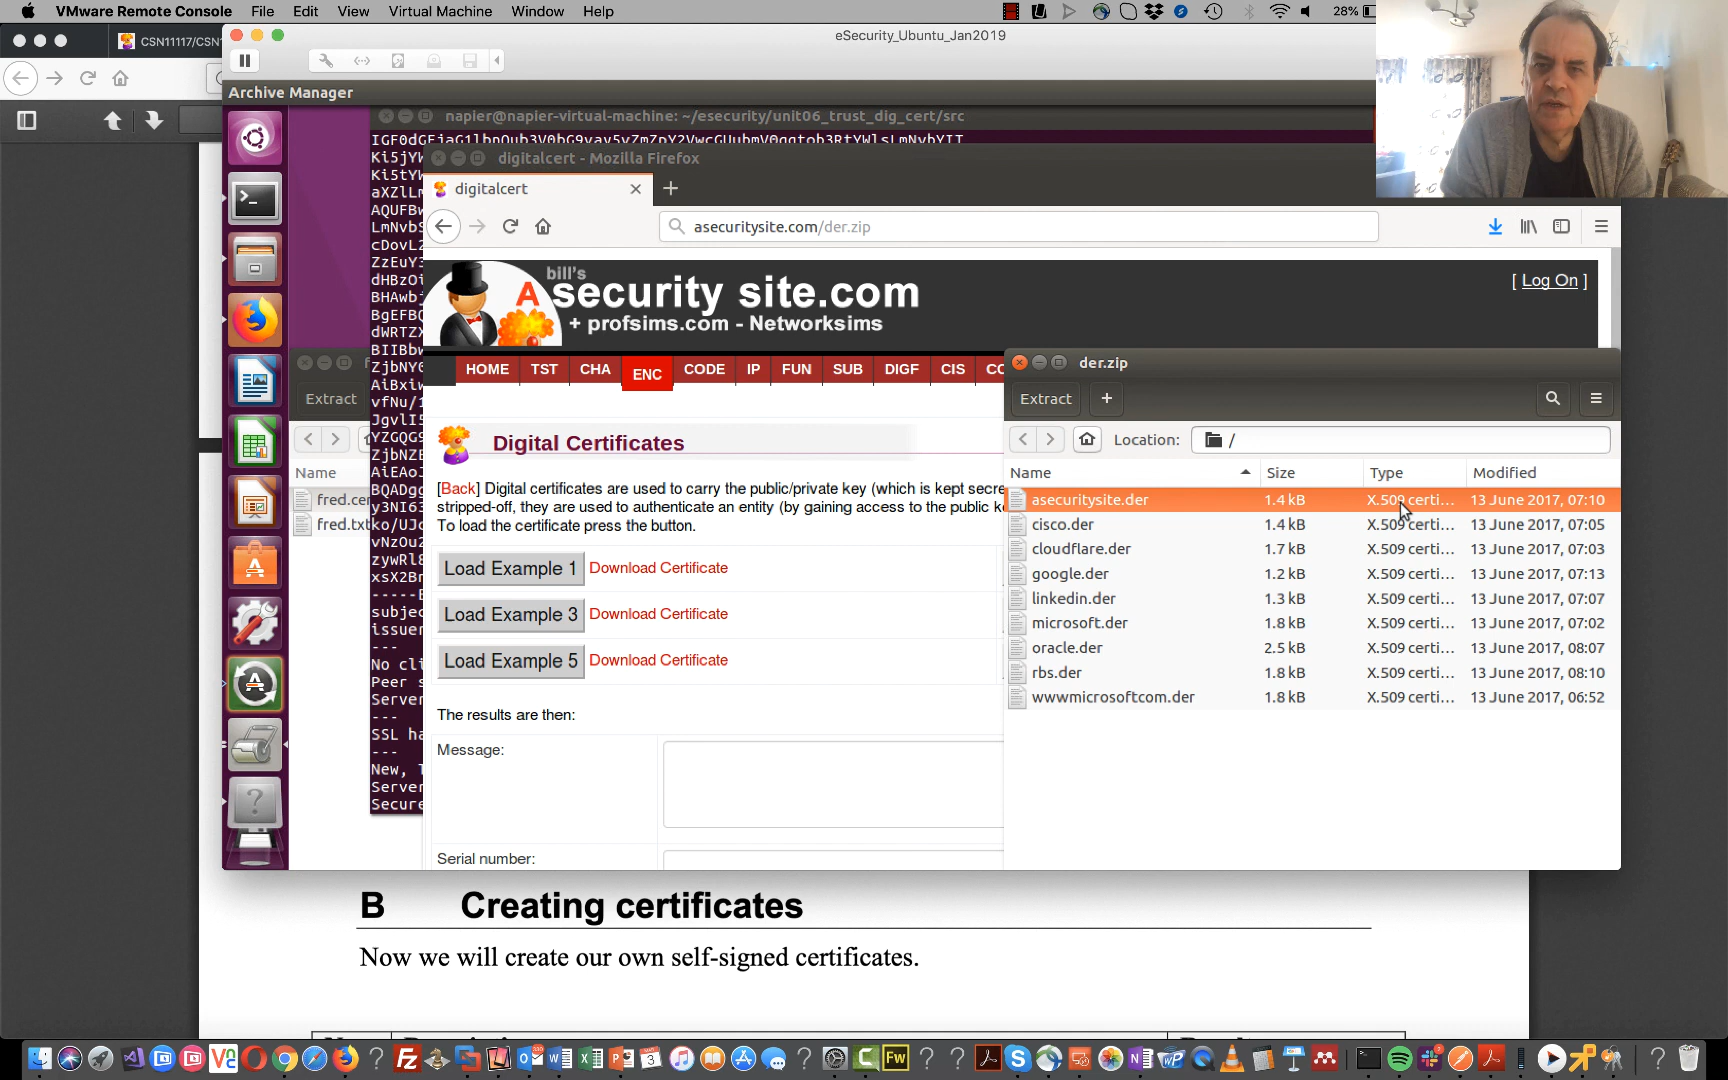 VMware Remote Console File Edit View Virtual Machine Window Help
28%
CSN11117/CSN
eSecurity_Ubuntu_Jan2019
Archive Manager
napier@napier-virtual-machine: ~/esecurity/unit06_trust_dig_cert/src
digitalcert - Mozilla Firefox
digitalcert
asecuritysite.com/der.zip
bill's
A security site.com
+ profsims.com - Networksims
[ Log On ]
HOME TST CHA ENC CODE IP FUN SUB DIGF CIS
Digital Certificates
[Back] Digital certificates are used to carry the public/private key (which is kept secre
stripped-off, they are used to authenticate an entity (by gaining access to the public k
To load the certificate press the button.
Load Example 1 Download Certificate
Load Example 3 Download Certificate
Load Example 5 Download Certificate
The results are then:
Message:
Serial number:
Extract
Name
fred.cer
fred.txt
subjec
issuer
---
No cli
Peer s
Server
---
SSL ha
---
New, T
Server
Secure
der.zip
Extract +
Location: /
Name Size Type Modified
asecuritysite.der 1.4 kB X.509 certi... 13 June 2017, 07:10
cisco.der 1.4 kB X.509 certi... 13 June 2017, 07:05
cloudflare.der 1.7 kB X.509 certi... 13 June 2017, 07:03
google.der 1.2 kB X.509 certi... 13 June 2017, 07:13
linkedin.der 1.3 kB X.509 certi... 13 June 2017, 07:07
microsoft.der 1.8 kB X.509 certi... 13 June 2017, 07:02
oracle.der 2.5 kB X.509 certi... 13 June 2017, 08:07
rbs.der 1.8 kB X.509 certi... 13 June 2017, 08:10
wwwmicrosoftcom.der 1.8 kB X.509 certi... 13 June 2017, 06:52
B Creating certificates
Now we will create our own self-signed certificates.